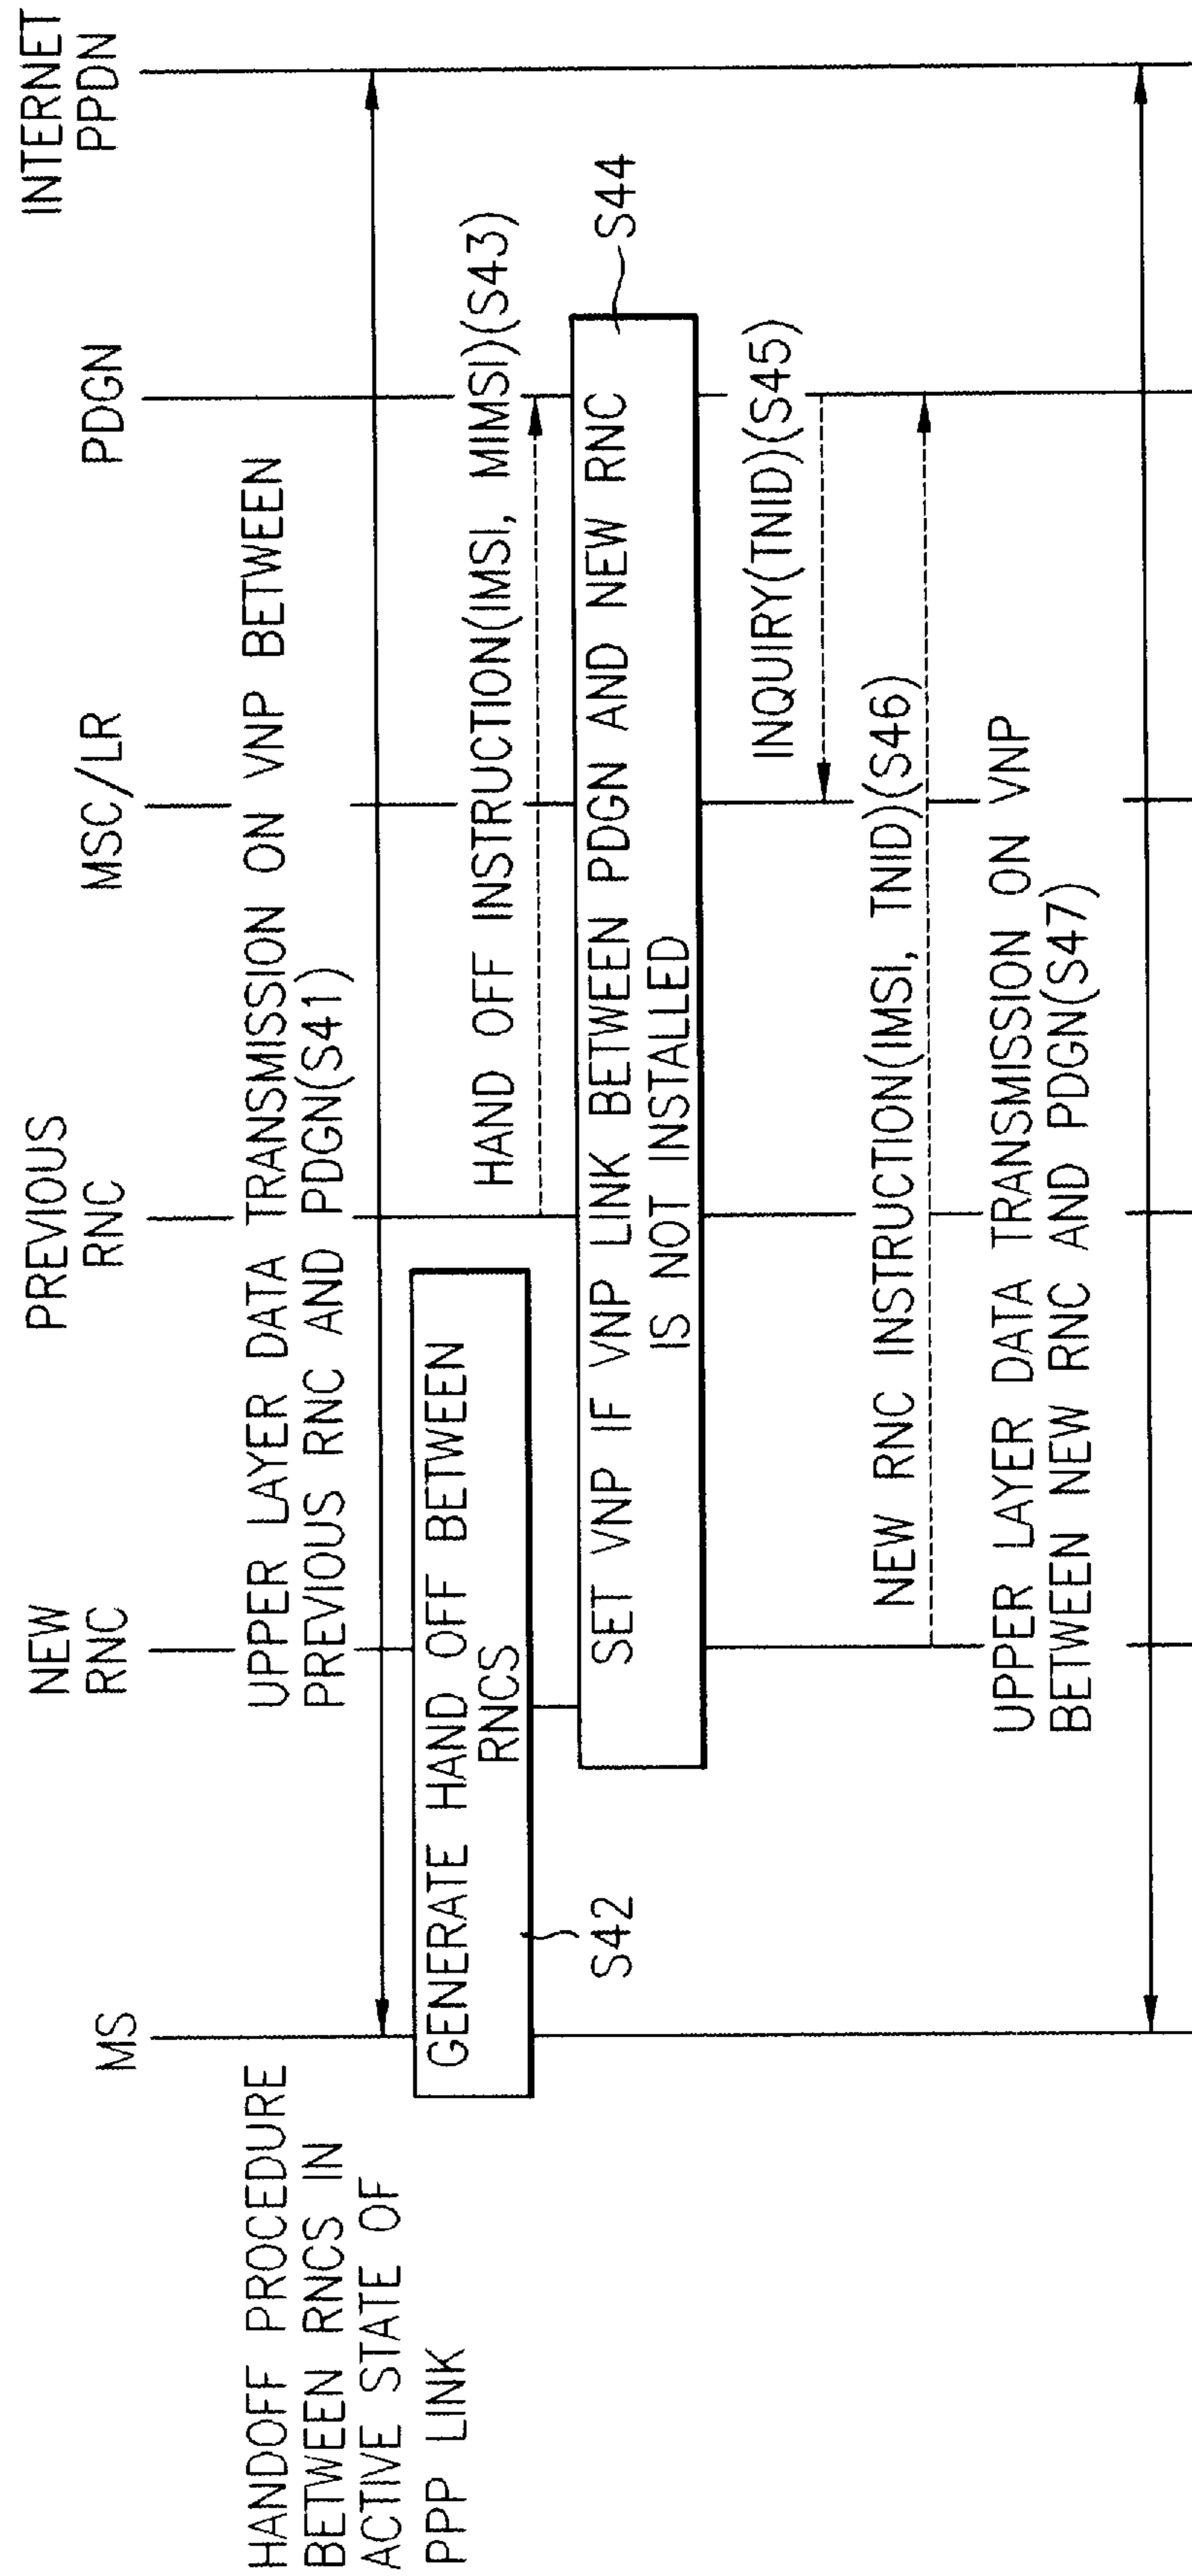 HANDOFF PROCEDURE
BETWEEN RNCS IN
ACTIVE STATE OF
PPP LINK
MS
NEW
RNC
PREVIOUS
RNC
MSC/LR
PDGN
INTERNET
PPDN
UPPER LAYER DATA TRANSMISSION ON VNP BETWEEN
PREVIOUS RNC AND PDGN(S41)
GENERATE HAND OFF BETWEEN
RNCS
S42
HAND OFF INSTRUCTION(IMSI, MIMSI)(S43)
SET VNP IF VNP LINK BETWEEN PDGN AND NEW RNC
IS NOT INSTALLED
S44
INQUIRY(TNID)(S45)
NEW RNC INSTRUCTION(IMSI, TNID)(S46)
UPPER LAYER DATA TRANSMISSION ON VNP
BETWEEN NEW RNC AND PDGN(S47)